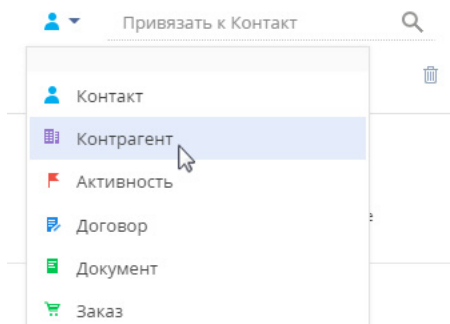 Привязать к Контакт
Контакт
Контрагент
Активность
Договор
Документ
Заказ